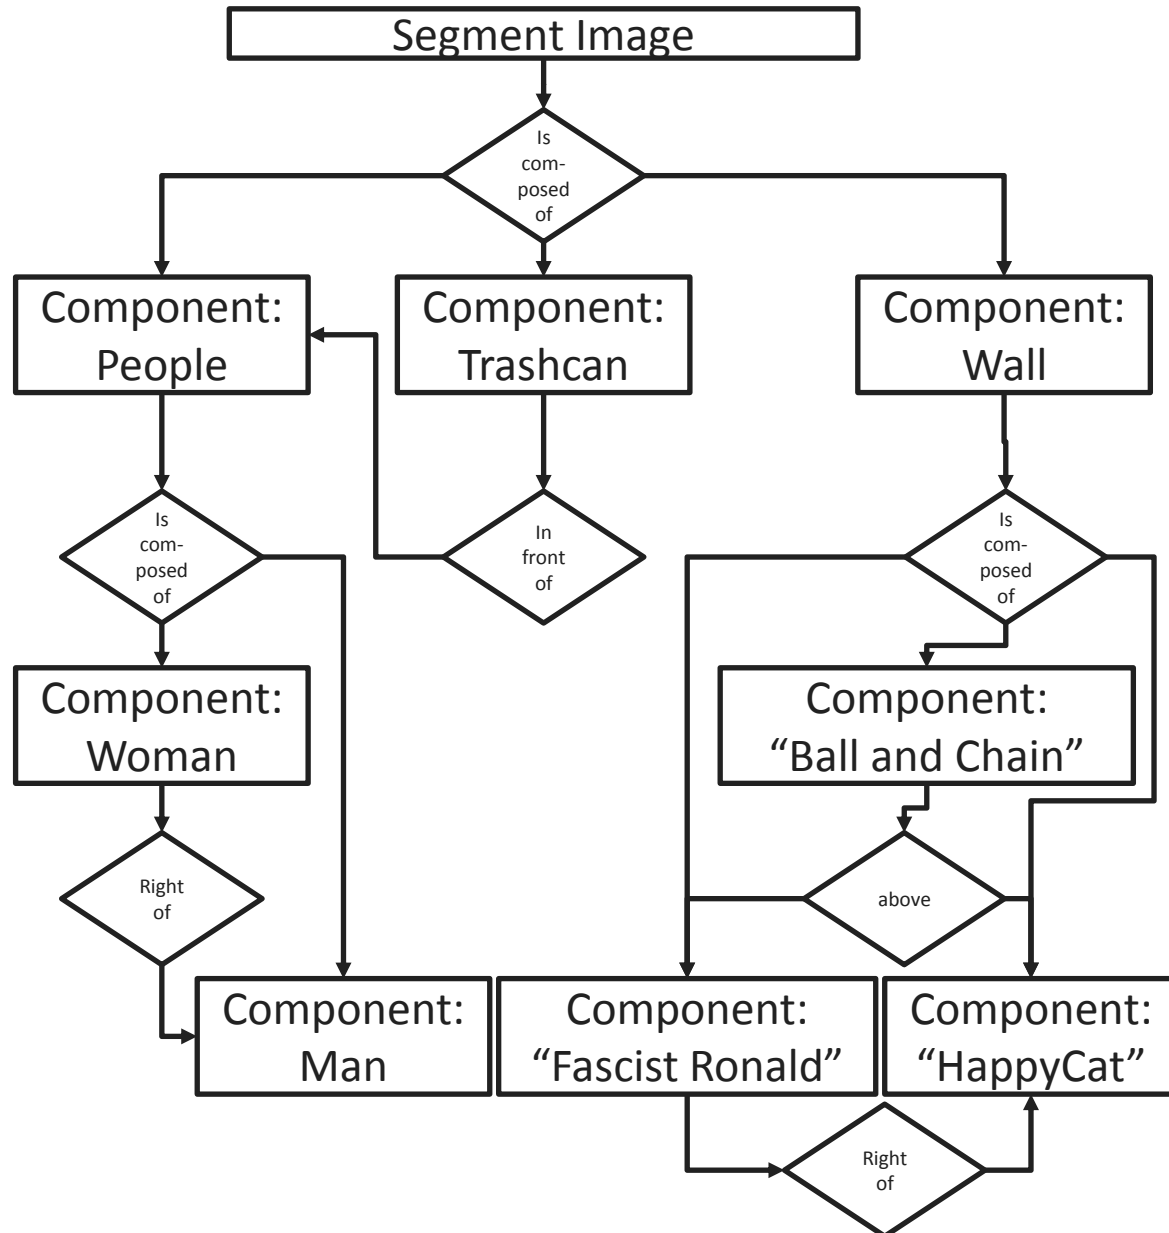 Segment Image
Is
com-
posed
of
Component:
People
Component:
Trashcan
Component:
Wall
Is
com-
posed
of
In
front
of
Is
com-
posed
of
Component:
Woman
Component:
“Ball and Chain”
Right
of
above
Component:
Man
Component:
“Fascist Ronald”
Component:
“HappyCat”
Right
of